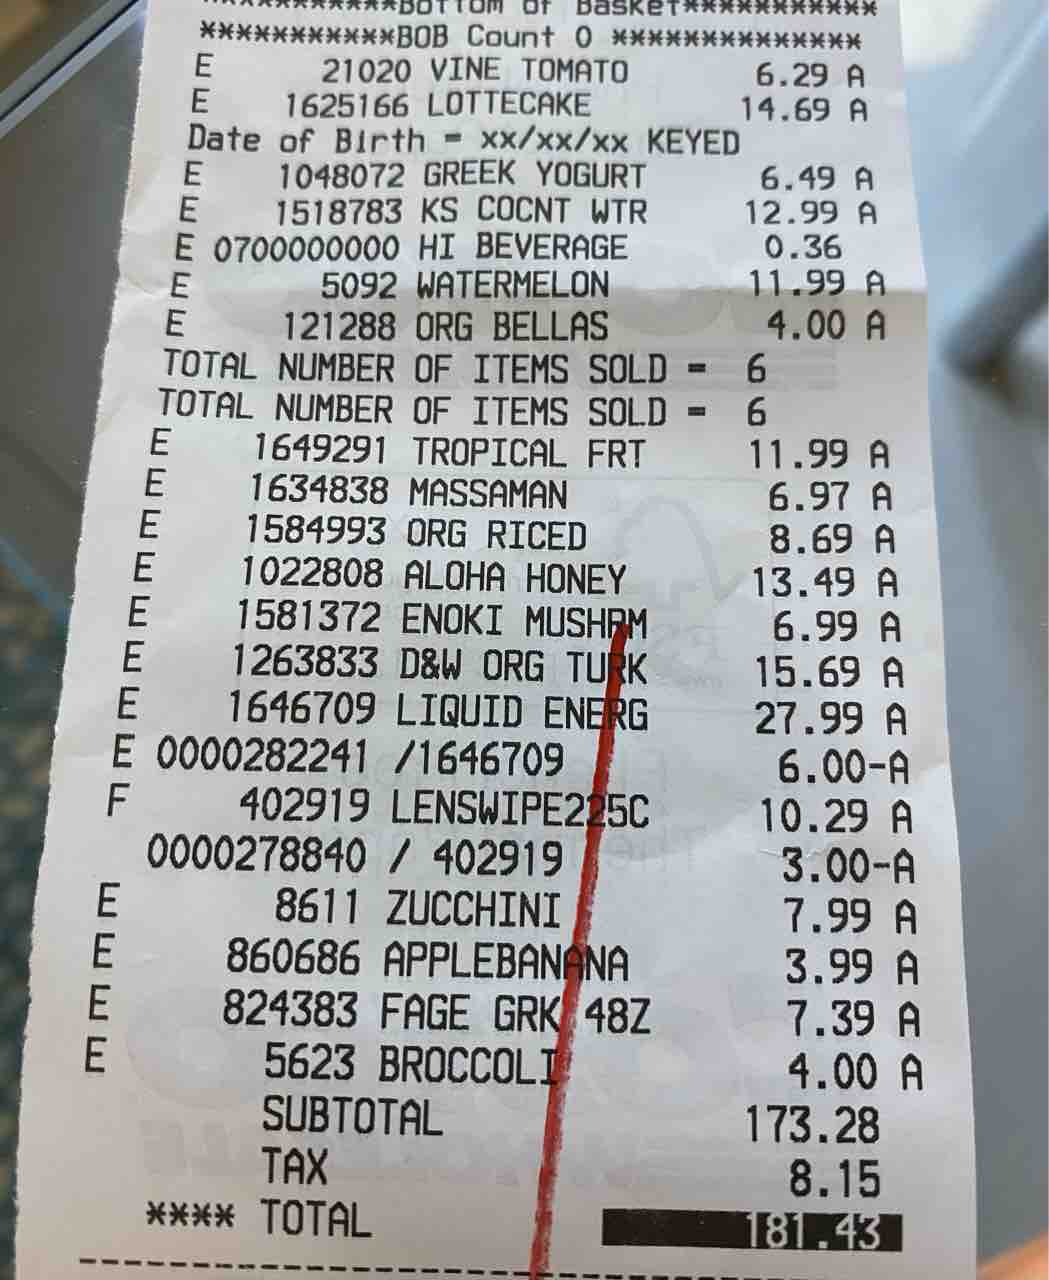 ***********Bottom of Basket***********
***********BOB Count 0 **************
E 21020 VINE TOMATO 6.29 A
E 1625166 LOTTECAKE 14.69 A
Date of Birth = xx/xx/xx KEYED
E 1048072 GREEK YOGURT 6.49 A
E 1518783 KS COCNT WTR 12.99 A
E 0700000000 HI BEVERAGE 0.36
E 5092 WATERMELON 11.99 A
E 121288 ORG BELLAS 4.00 A
TOTAL NUMBER OF ITEMS SOLD = 6
TOTAL NUMBER OF ITEMS SOLD = 6
E 1649291 TROPICAL FRT 11.99 A
E 1634838 MASSAMAN 6.97 A
E 1584993 ORG RICED 8.69 A
E 1022808 ALOHA HONEY 13.49 A
E 1581372 ENOKI MUSHRM 6.99 A
E 1263833 D&W ORG TURK 15.69 A
E 1646709 LIQUID ENERG 27.99 A
E 0000282241 /1646709 6.00-A
F 402919 LENSWIPE225C 10.29 A
0000278840 / 402919 3.00-A
E 8611 ZUCCHINI 7.99 A
E 860686 APPLEBANANA 3.99 A
E 824383 FAGE GRK 48Z 7.39 A
E 5623 BROCCOLI 4.00 A
SUBTOTAL 173.28
TAX 8.15
**** TOTAL 181.43